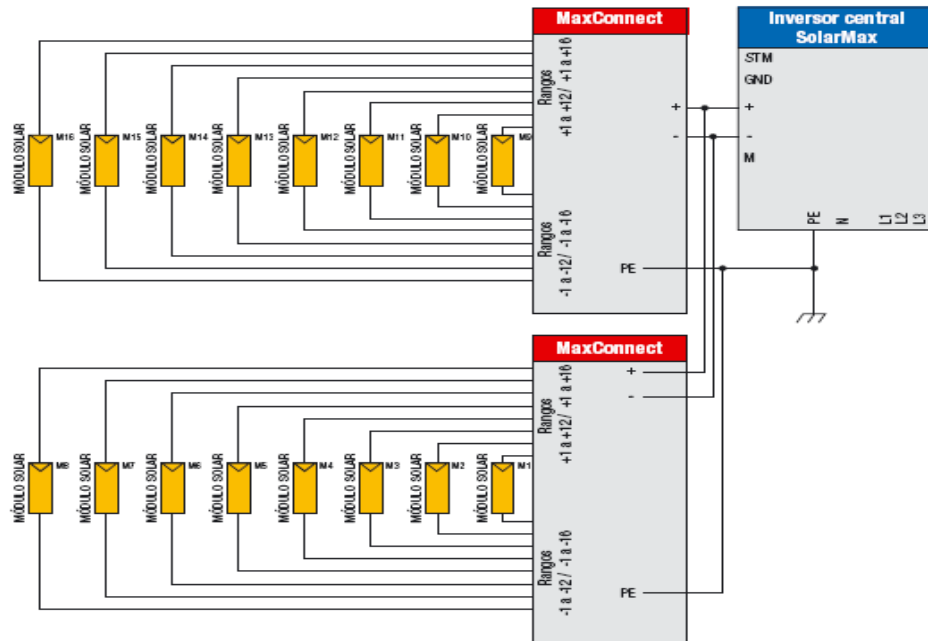 MaxConnect
Inversor central
SolarMax
STM
GND
+
-
M
PE
N
L1
L2
L3
+
-
PE
Rangos
+1 a +12/ +1 a +16
Rangos
-1 a -12/ -1 a -16
MÓDULO SOLAR
M16
MÓDULO SOLAR
M15
MÓDULO SOLAR
M14
MÓDULO SOLAR
M13
MÓDULO SOLAR
M12
MÓDULO SOLAR
M11
MÓDULO SOLAR
M10
MÓDULO SOLAR
M9
MaxConnect
+
-
PE
Rangos
+1 a +12/ +1 a +16
Rangos
-1 a -12/ -1 a -16
MÓDULO SOLAR
M8
MÓDULO SOLAR
M7
MÓDULO SOLAR
M6
MÓDULO SOLAR
M5
MÓDULO SOLAR
M4
MÓDULO SOLAR
M3
MÓDULO SOLAR
M2
MÓDULO SOLAR
M1